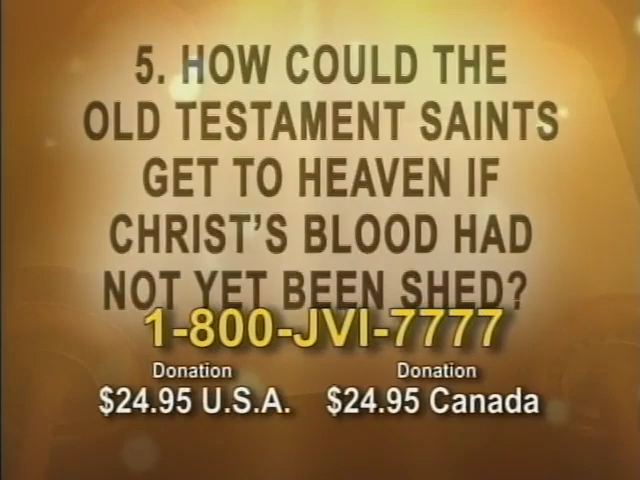 5. HOW COULD THE
OLD TESTAMENT SAINTS
GET TO HEAVEN IF
CHRIST'S BLOOD HAD
NOT YET BEEN SHED?
1-800-JVI-7777
Donation Donation
$24.95 U.S.A. $24.95 Canada